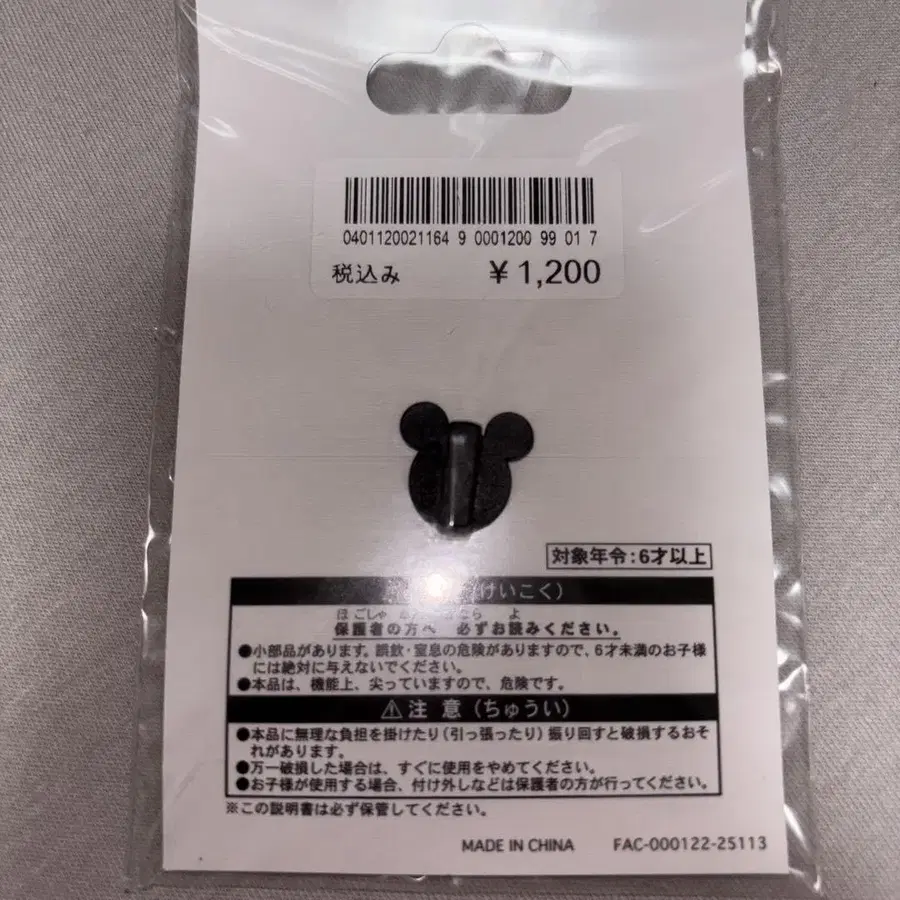 0401120021164 9 0001200 99 01 7
税込み ¥1,200
対象年令:6才以上
(けいこく)
ほごしゃ よ
保護者の方へ 必ずお読みください。
●小部品があります。誤飲・窒息の危険がありますので、6才未満のお子様
には絶対に与えないでください。
●本品は、機能上、尖っていますので、危険です。
⚠注 意(ちゅうい)
●本品に無理な負担を掛けたり(引っ張ったり)振り回すと破損するおそ
れがあります。
●万一破損した場合は、すぐに使用をやめてください。
●お子様が使用する場合、付け外しなどは保護者の方が行ってください。
※この説明書は必ず保管してください。
MADE IN CHINA FAC-000122-25113